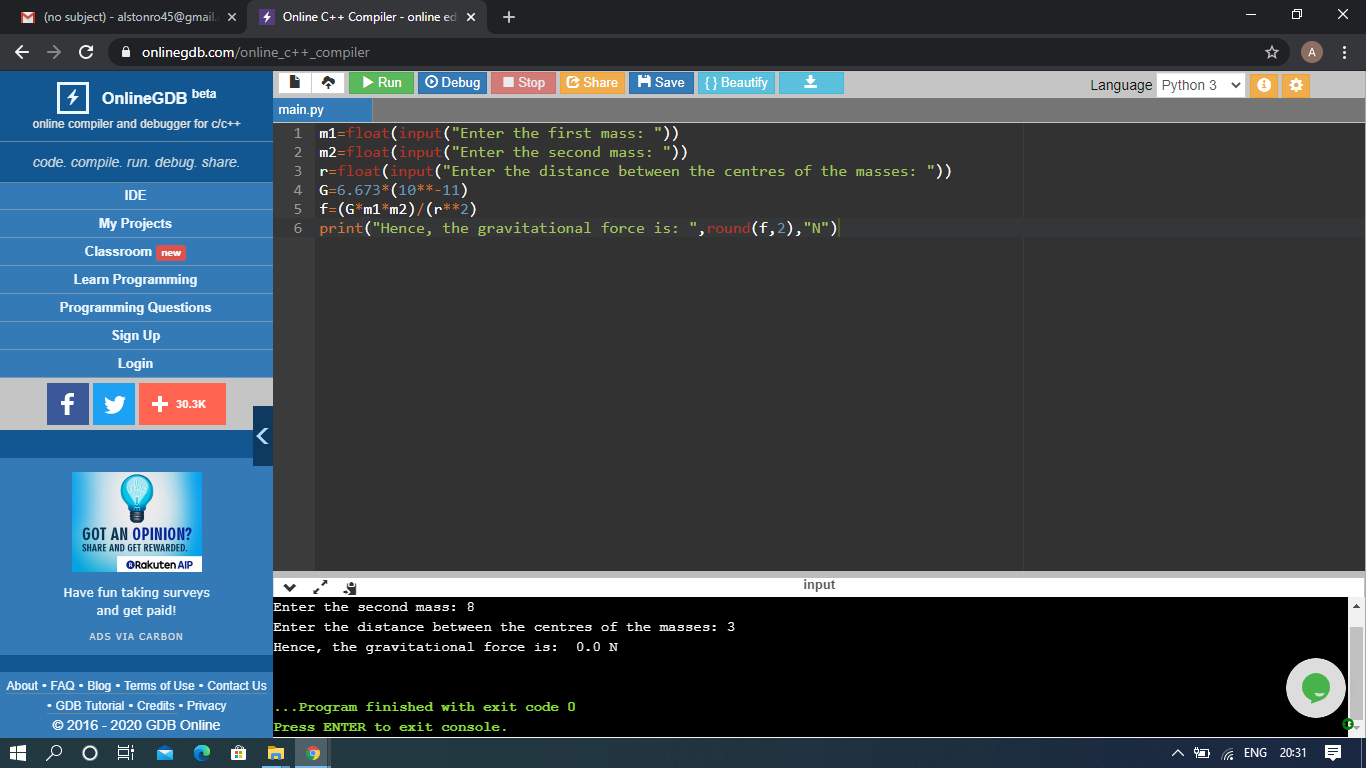 (no subject) - alstonro45@gmail.
Online C++ Compiler - online ed
onlinegdb.com/online_c++_compiler
A
OnlineGDB beta
online compiler and debugger for c/c++
code. compile. run. debug. share.
IDE
My Projects
Classroom new
Learn Programming
Programming Questions
Sign Up
Login
30.3K
GOT AN OPINION?
SHARE AND GET REWARDED.
Rakuten AIP
Have fun taking surveys
and get paid!
ADS VIA CARBON
About • FAQ • Blog • Terms of Use • Contact Us
• GDB Tutorial • Credits • Privacy
© 2016 - 2020 GDB Online
Run Debug Stop Share Save { } Beautify
Language Python 3
main.py
1 m1=float(input("Enter the first mass: "))
2 m2=float(input("Enter the second mass: "))
3 r=float(input("Enter the distance between the centres of the masses: "))
4 G=6.673*(10**-11)
5 f=(G*m1*m2)/(r**2)
6 print("Hence, the gravitational force is: ",round(f,2),"N")
input
Enter the second mass: 8
Enter the distance between the centres of the masses: 3
Hence, the gravitational force is:  0.0 N
...Program finished with exit code 0
Press ENTER to exit console.
ENG 20:31